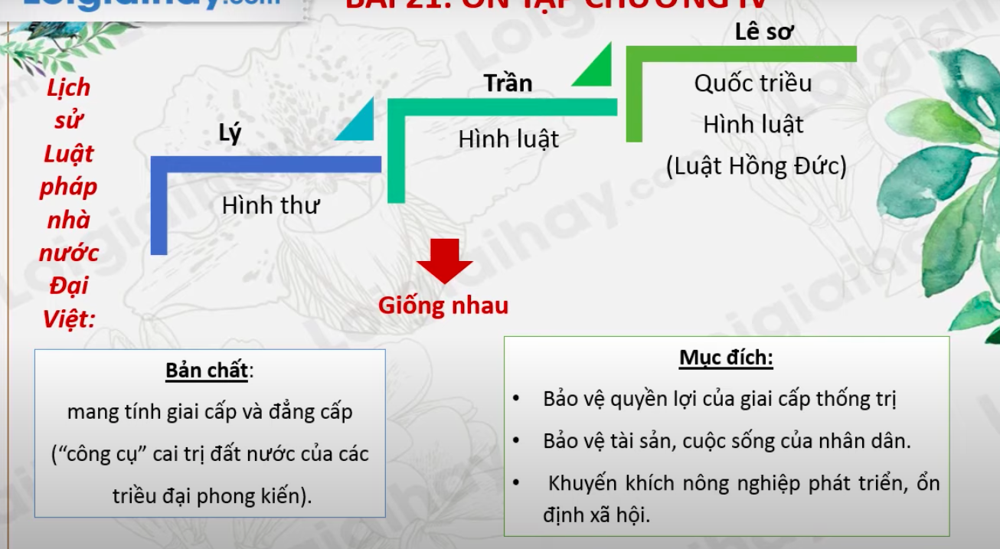 Loigiaihay.com
BÀI 21: ÔN TẬP CHƯƠNG IV
Lịch
sử
Luật
pháp
nhà
nước
Đại
Việt:
Lý
Hình thư
Trần
Hình luật
Lê sơ
Quốc triều
Hình luật
(Luật Hồng Đức)
Giống nhau
Bản chất:
mang tính giai cấp và đẳng cấp
(“công cụ” cai trị đất nước của các
triều đại phong kiến).
Mục đích:
• Bảo vệ quyền lợi của giai cấp thống trị
• Bảo vệ tài sản, cuộc sống của nhân dân.
• Khuyến khích nông nghiệp phát triển, ổn
định xã hội.